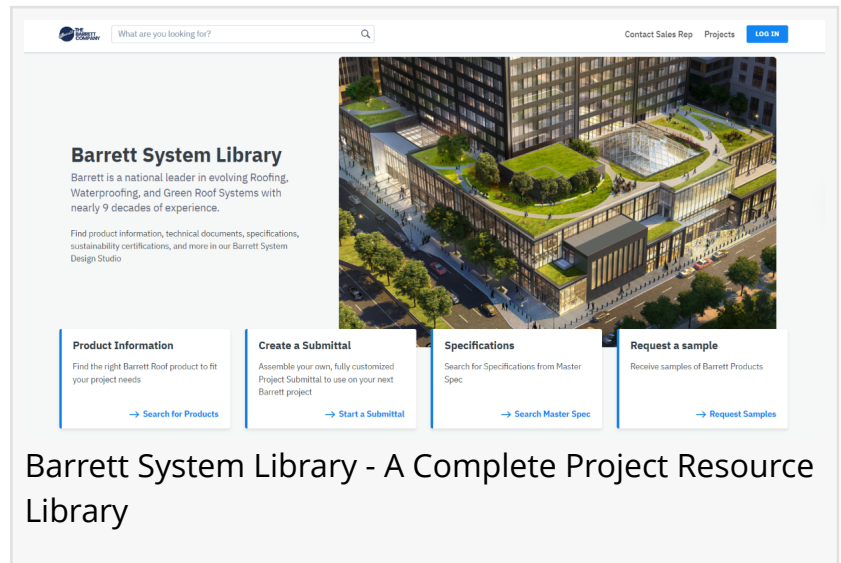 THE
BARRETT
COMPANY
What are you looking for?
Contact Sales Rep
Projects
LOG IN
Barrett System Library
Barrett is a national leader in evolving Roofing,
Waterproofing, and Green Roof Systems with
nearly 9 decades of experience.
Find product information, technical documents, specifications,
sustainability certifications, and more in our Barrett System
Design Studio
Product Information
Find the right Barrett Roof product to fit
your project needs
→ Search for Products
Create a Submittal
Assemble your own, fully customized
Project Submittal to use on your next
Barrett project
→ Start a Submittal
Specifications
Search for Specifications from Master
Spec
→ Search Master Spec
Request a sample
Receive samples of Barrett Products
→ Request Samples
Barrett System Library - A Complete Project Resource
Library